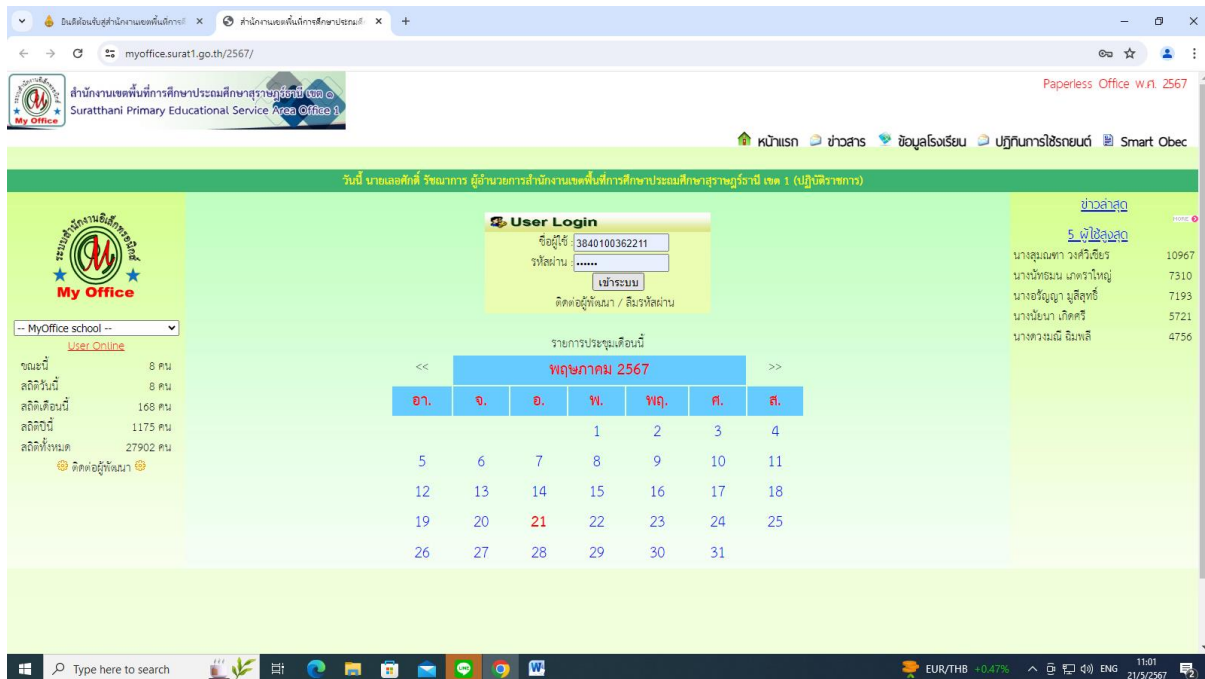 อินดีต้อนรับสู่สำนักงานเขตพื้นที่การศึ
สำนักงานเขตพื้นที่การศึกษาประถมศึ
myoffice.surat1.go.th/2567/
สำนักงานเขตพื้นที่การศึกษาประถมศึกษาสุราษฎร์ธานี เขต ๑
Suratthani Primary Educational Service Area Office 1
My Office
Paperless Office พ.ศ. 2567
หน้าแรก ข่าวสาร ข้อมูลโรงเรียน ปฏิทินการใช้รถยนต์ Smart Obec
วันนี้ นายเลอศักดิ์ รัชณาการ ผู้อำนวยการสำนักงานเขตพื้นที่การศึกษาประถมศึกษาสุราษฎร์ธานี เขต 1 (ปฏิบัติราชการ)
ระบบสำนักงานอิเล็กทรอนิกส์
My Office
-- MyOffice school --
User Online
ขณะนี้ 8 คน
สถิติวันนี้ 8 คน
สถิติเดือนนี้ 168 คน
สถิติปีนี้ 1175 คน
สถิติทั้งหมด 27902 คน
ติดต่อผู้พัฒนา
User Login
ชื่อผู้ใช้ : 3840100362211
รหัสผ่าน : ••••••
เข้าระบบ
ติดต่อผู้พัฒนา / ลืมรหัสผ่าน
รายการประชุมเดือนนี้
<< พฤษภาคม 2567 >>
อา. จ. อ. พ. พฤ. ศ. ส.
1 2 3 4
5 6 7 8 9 10 11
12 13 14 15 16 17 18
19 20 21 22 23 24 25
26 27 28 29 30 31
ข่าวล่าสุด
HOME
5 ผู้ใช้สูงสุด
นางสุมณฑา วงศ์วิเชียร 10967
นางนัทธมน เภตราใหญ่ 7310
นางอรัญญา มูสีสุทธิ์ 7193
นางนัยนา เกิดศรี 5721
นางดวงมณี ฉิมพลี 4756
Type here to search
EUR/THB +0.47%
ENG
11:01
21/5/2567